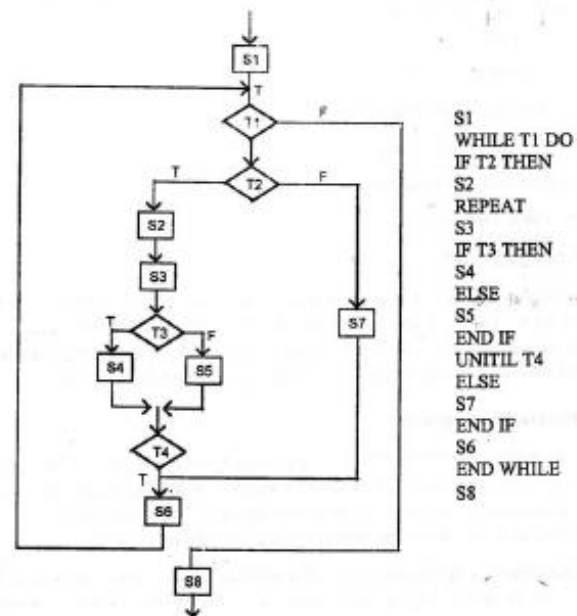 S1
T
T1
F
T
T2
F
S2
S3
T
T3
F
S4
S5
S7
T4
T
S6
S8
S1
WHILE T1 DO
IF T2 THEN
S2
REPEAT
S3
IF T3 THEN
S4
ELSE
S5
END IF
UNITIL T4
ELSE
S7
END IF
S6
END WHILE
S8